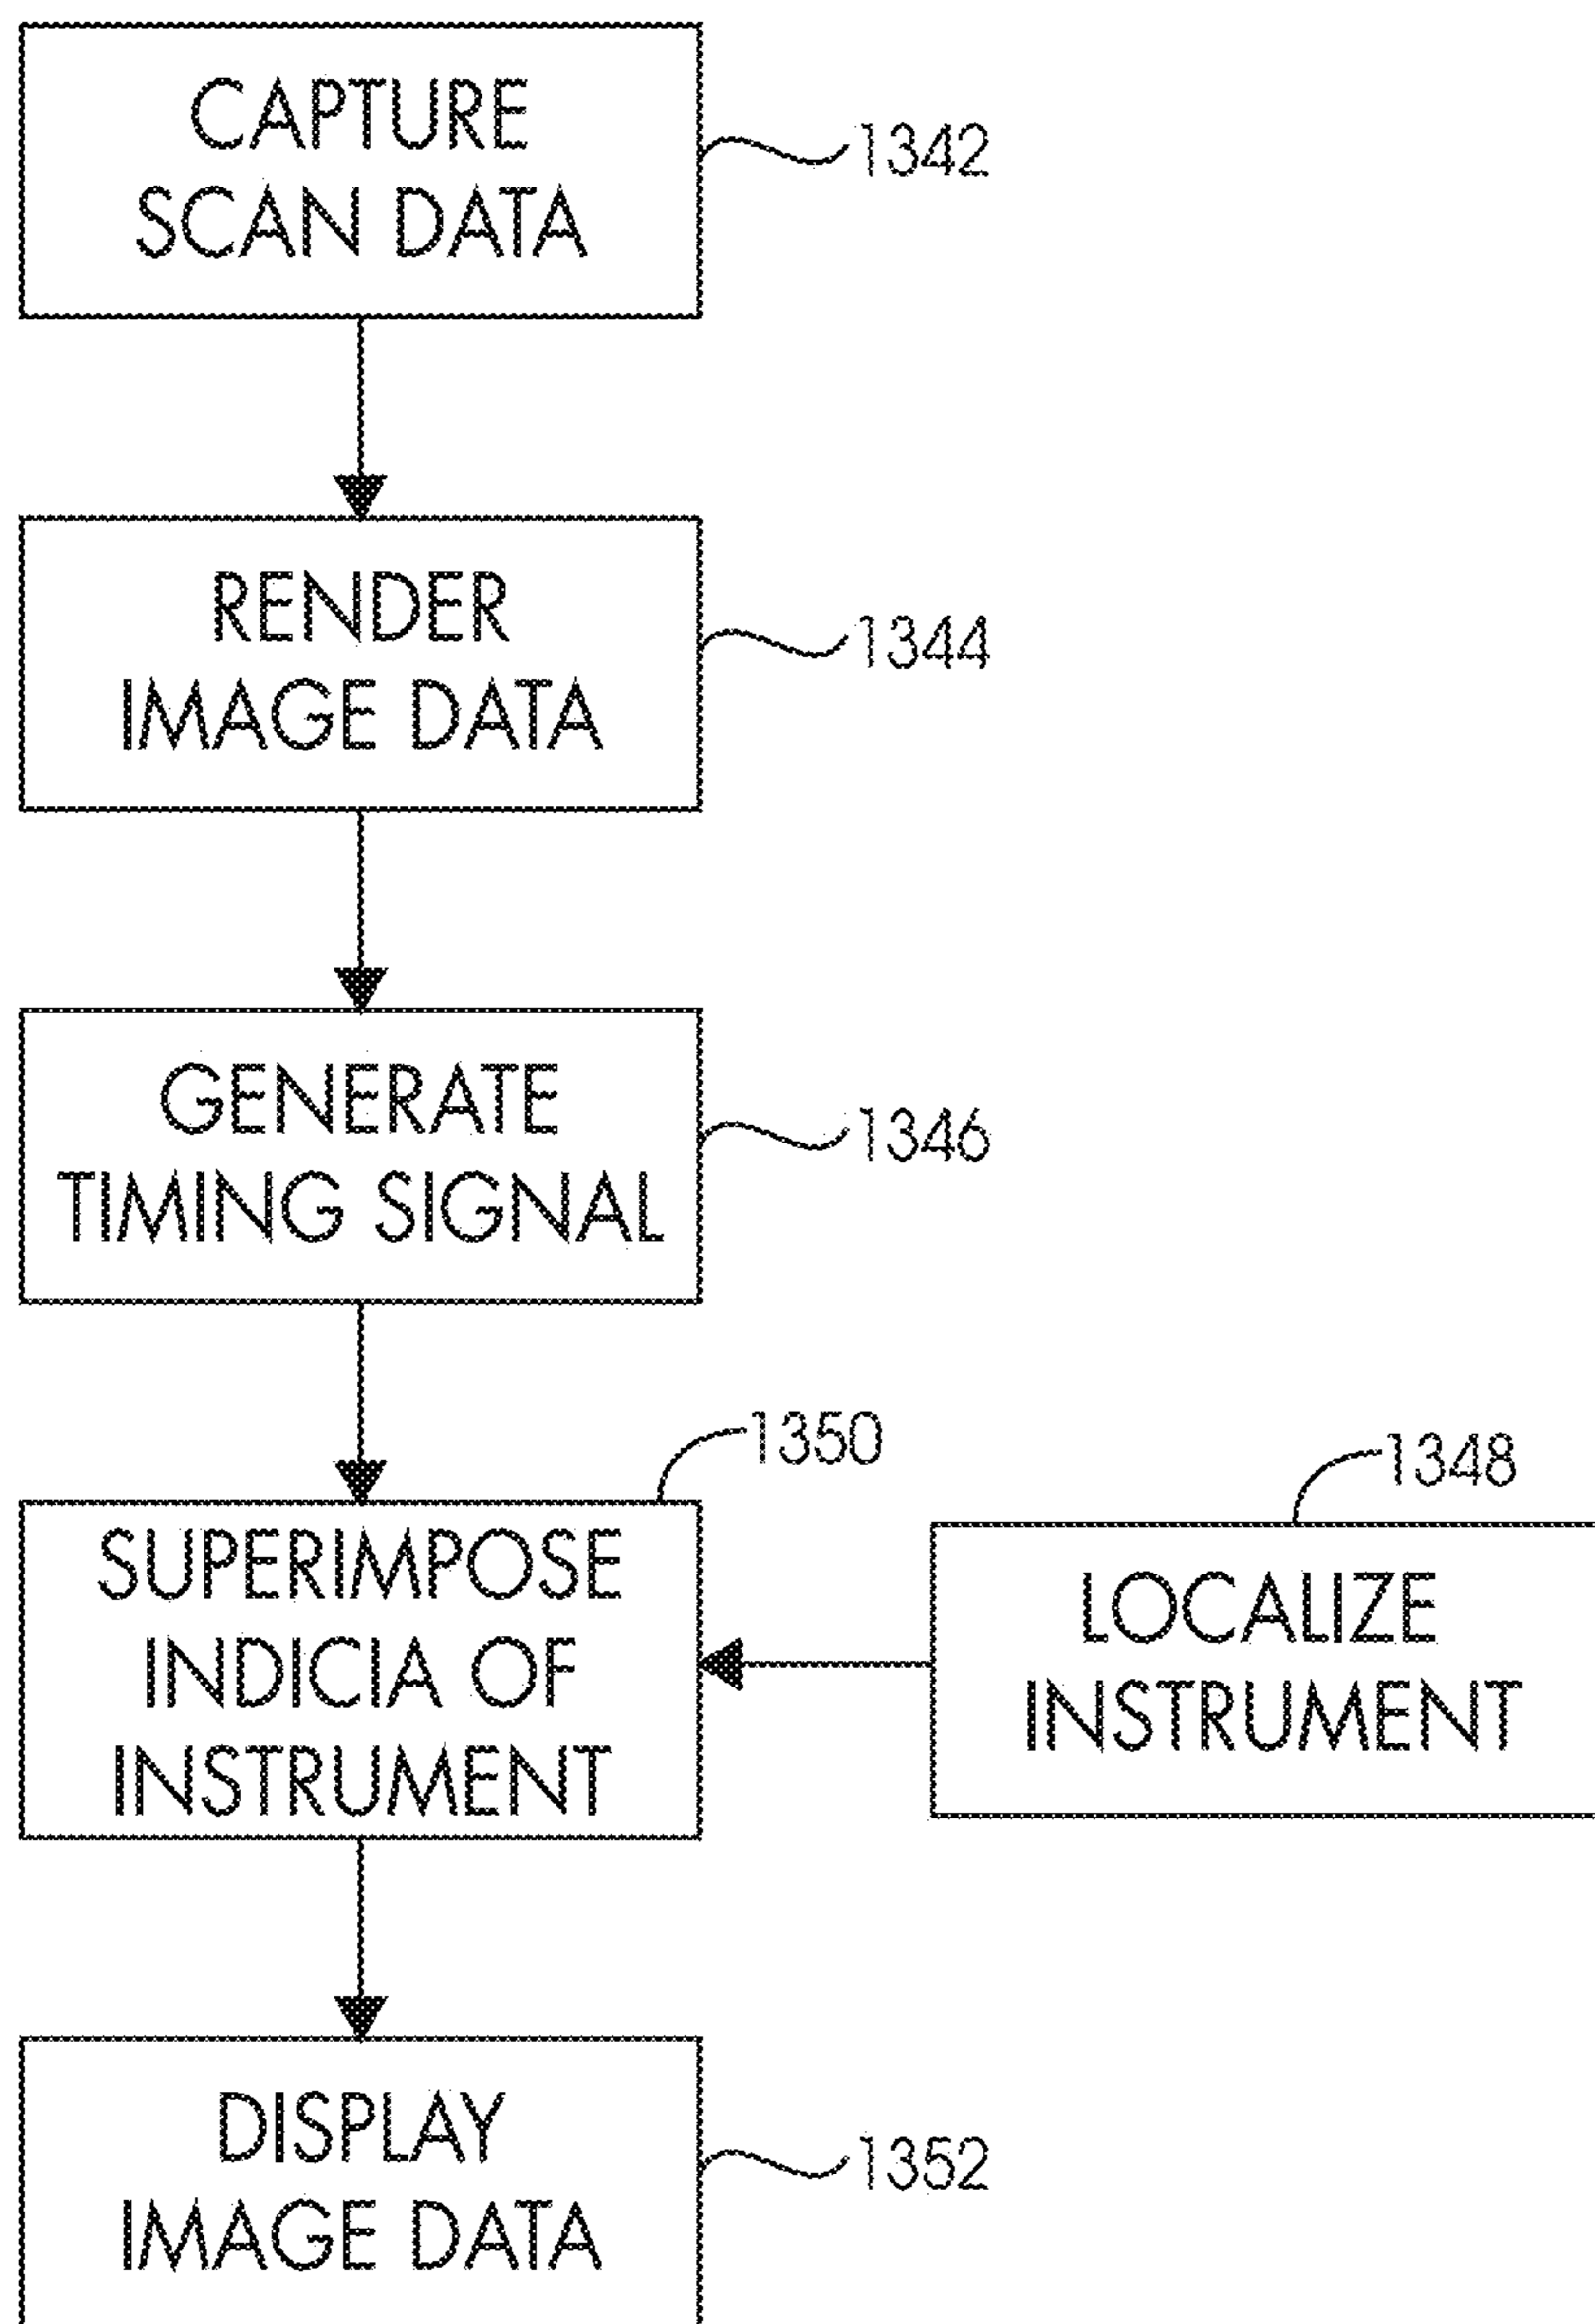 CAPTURE
SCAN DATA
1342
RENDER
IMAGE DATA
1344
GENERATE
TIMING SIGNAL
1346
1350
SUPERIMPOSE
INDICIA OF
INSTRUMENT
1348
LOCALIZE
INSTRUMENT
DISPLAY
IMAGE DATA
1352